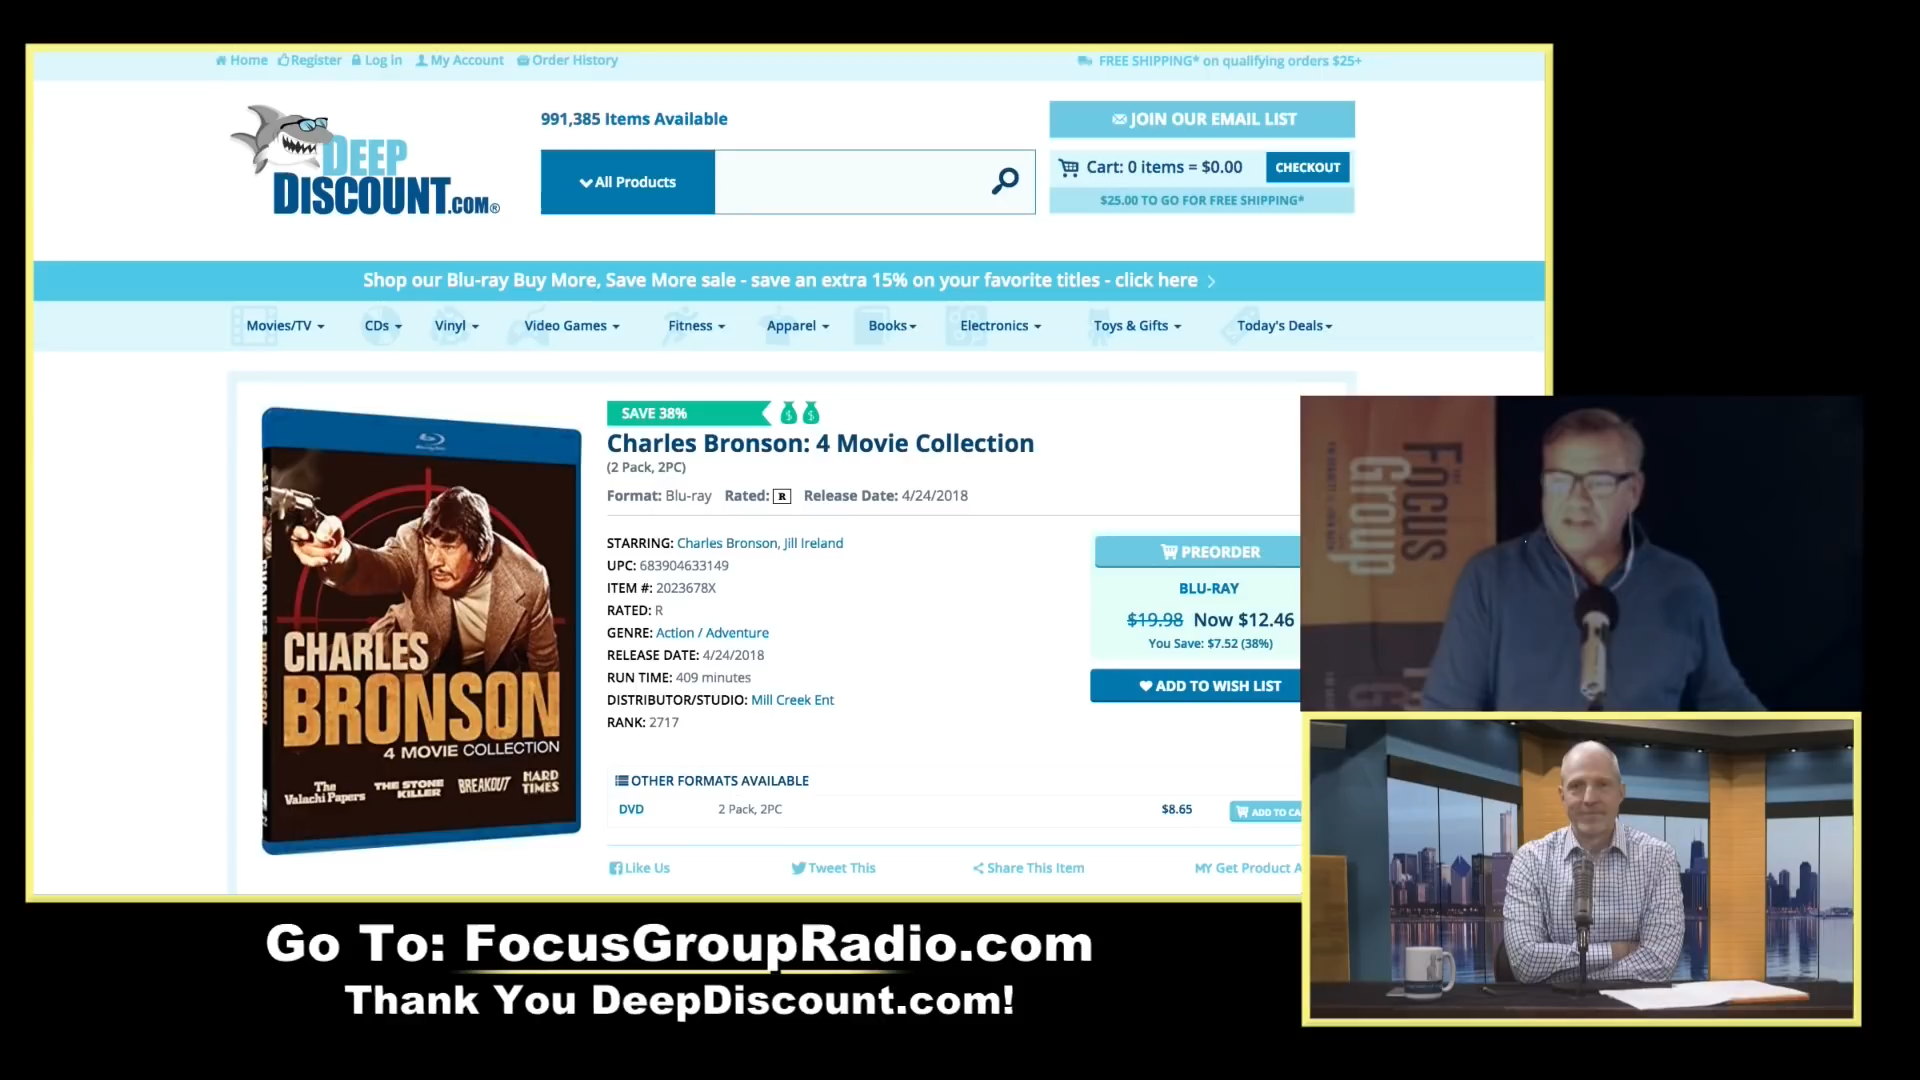 Home Register Log in My Account Order History
FREE SHIPPING* on qualifying orders $25+
DEEP
DISCOUNT.COM®
991,385 Items Available
All Products
JOIN OUR EMAIL LIST
Cart: 0 items = $0.00 CHECKOUT
$25.00 TO GO FOR FREE SHIPPING*
Shop our Blu-ray Buy More, Save More sale - save an extra 15% on your favorite titles - click here
Movies/TV CDs Vinyl Video Games Fitness Apparel Books Electronics Toys & Gifts Today's Deals
SAVE 38%
Charles Bronson: 4 Movie Collection
(2 Pack, 2PC)
Format: Blu-ray Rated: R Release Date: 4/24/2018
STARRING: Charles Bronson, Jill Ireland
UPC: 683904633149
ITEM #: 2023678X
RATED: R
GENRE: Action / Adventure
RELEASE DATE: 4/24/2018
RUN TIME: 409 minutes
DISTRIBUTOR/STUDIO: Mill Creek Ent
RANK: 2717
PREORDER
BLU-RAY
$19.98 Now $12.46
You Save: $7.52 (38%)
ADD TO WISH LIST
OTHER FORMATS AVAILABLE
DVD 2 Pack, 2PC $8.65 ADD TO CA
Like Us Tweet This Share This Item MY Get Product A
CHARLES
BRONSON
4 MOVIE COLLECTION
The Valachi Papers
THE STONE KILLER
BREAKOUT
HARD TIMES
FOCUS
Group
Go To: FocusGroupRadio.com
Thank You DeepDiscount.com!